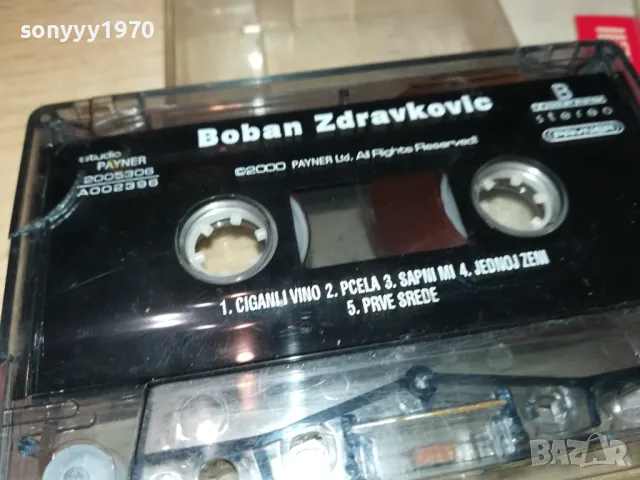 sonyyy1970
Boban Zdravkovic
B
stereo
PAYNER
studio
PAYNER
2005306
A002396
©2000 PAYNER Ltd, All Rights Reserved!
1. CIGANLI VINO 2. PCELA 3. SAPNI MI 4. JEDNOJ ZENI
5. PRVE SREDE
BAZAR